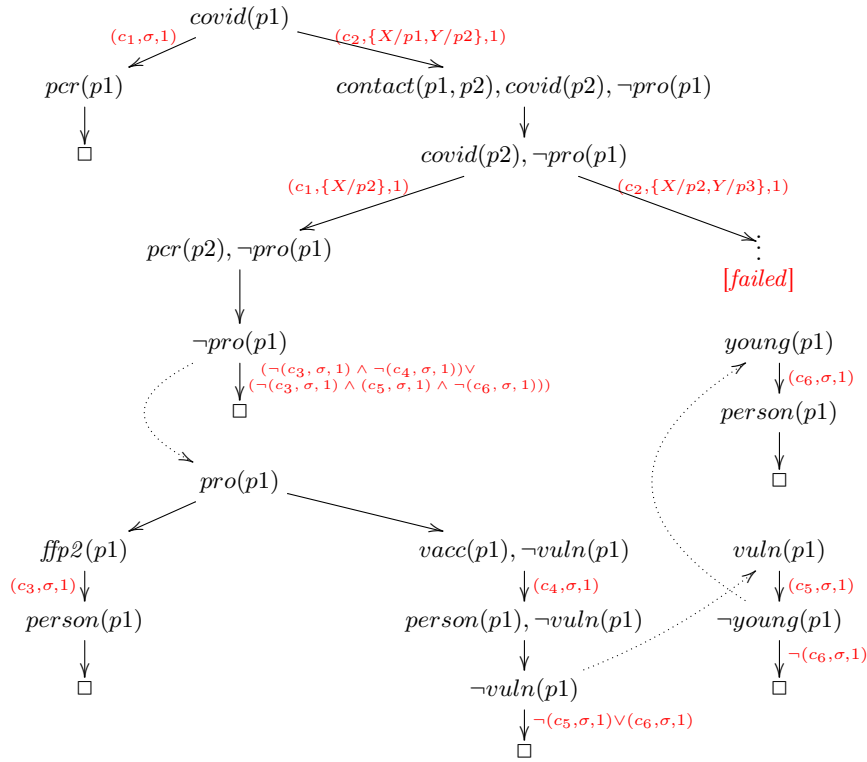 covid(p1)
(c₁,σ,1)
(c₂,{X/p1,Y/p2},1)
pcr(p1)
contact(p1, p2), covid(p2), ¬pro(p1)
□
covid(p2), ¬pro(p1)
(c₁,{X/p2},1)
(c₂,{X/p2,Y/p3},1)
pcr(p2), ¬pro(p1)
⋮
[failed]
¬pro(p1)
young(p1)
(¬(c₃, σ, 1) ∧ ¬(c₄, σ, 1))∨
(¬(c₃, σ, 1) ∧ (c₅, σ, 1) ∧ ¬(c₆, σ, 1)))
(c₆,σ,1)
□
person(p1)
pro(p1)
□
ffp2(p1)
vacc(p1), ¬vuln(p1)
vuln(p1)
(c₃,σ,1)
(c₄,σ,1)
(c₅,σ,1)
person(p1)
person(p1), ¬vuln(p1)
¬young(p1)
¬(c₆,σ,1)
□
¬vuln(p1)
□
¬(c₅,σ,1)∨(c₆,σ,1)
□